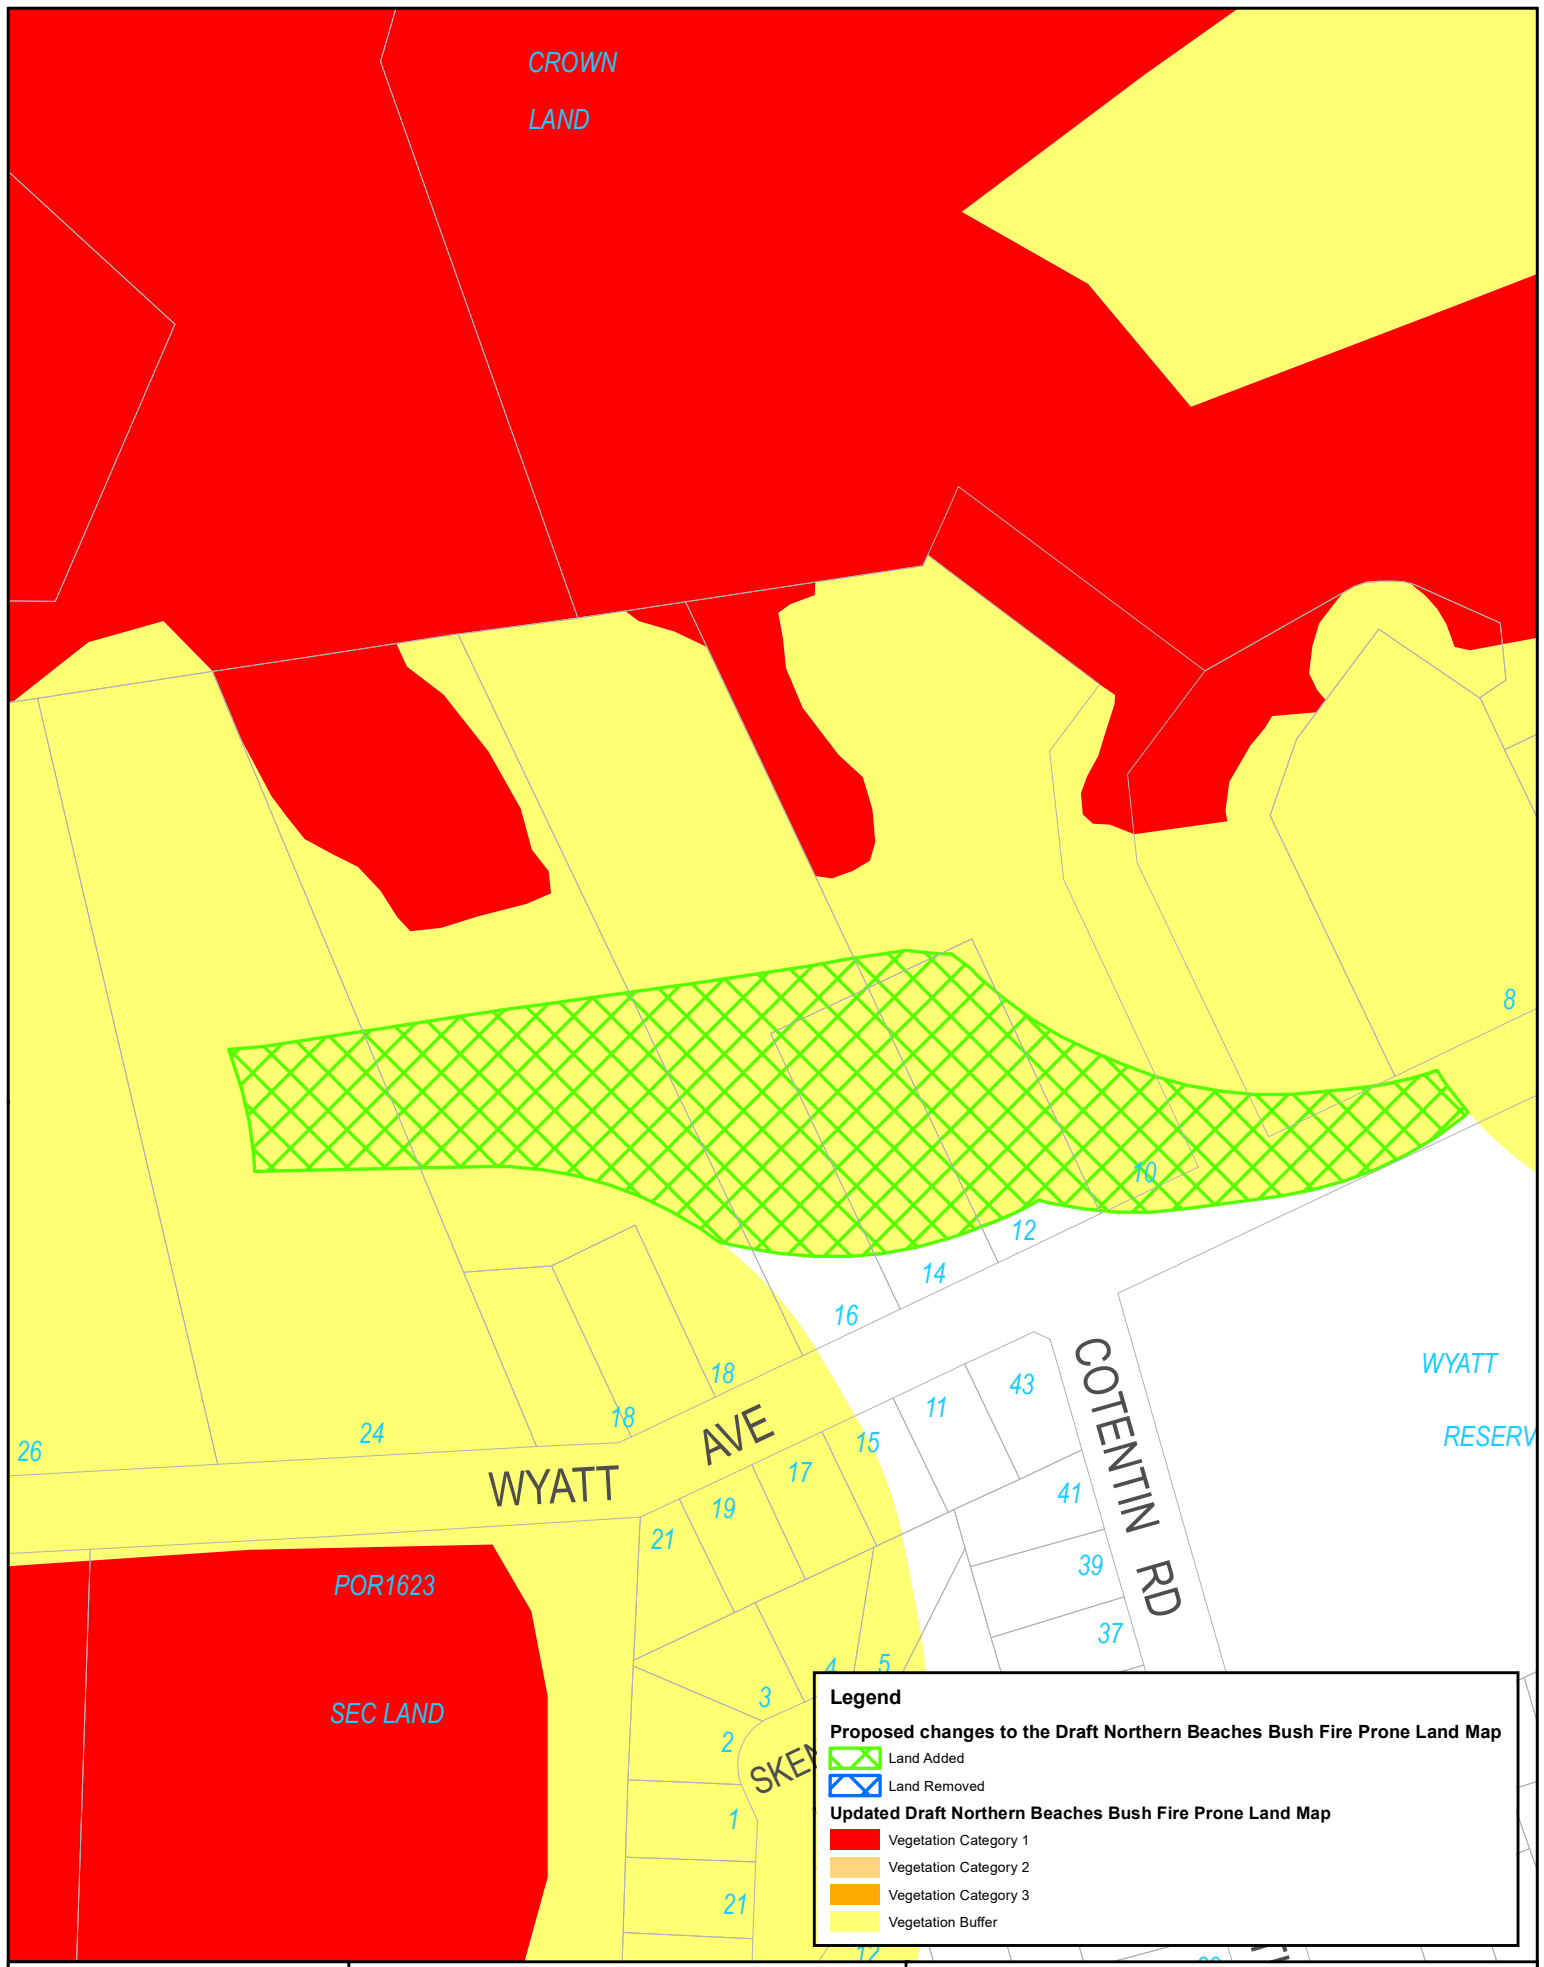 CROWN
LAND
8
10
12
14
16
18
18
24
26
WYATT
AVE
COTENTIN RD
WYATT
RESERV
43
11
15
17
19
21
41
39
37
POR1623
SEC LAND
5
4
3
2
1
21
12
Legend
Proposed changes to the Draft Northern Beaches Bush Fire Prone Land Map
Land Added
Land Removed
Updated Draft Northern Beaches Bush Fire Prone Land Map
Vegetation Category 1
Vegetation Category 2
Vegetation Category 3
Vegetation Buffer